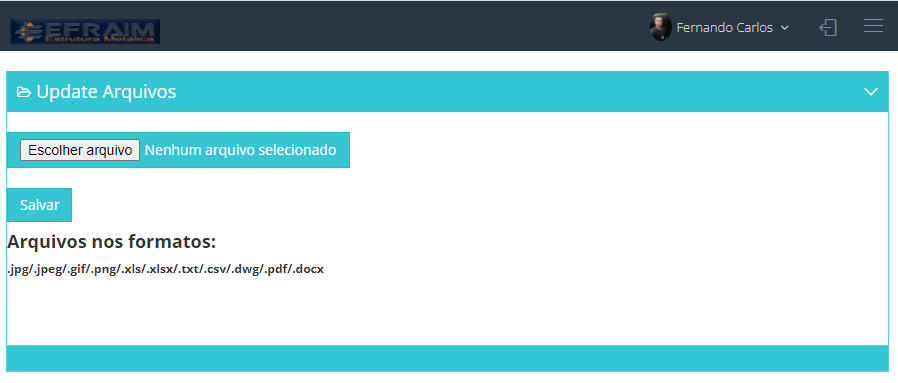 EFRAIM
Estrutura Metálica
Fernando Carlos
Update Arquivos
Escolher arquivo Nenhum arquivo selecionado
Salvar
Arquivos nos formatos:
.jpg/.jpeg/.gif/.png/.xls/.xlsx/.txt/.csv/.dwg/.pdf/.docx